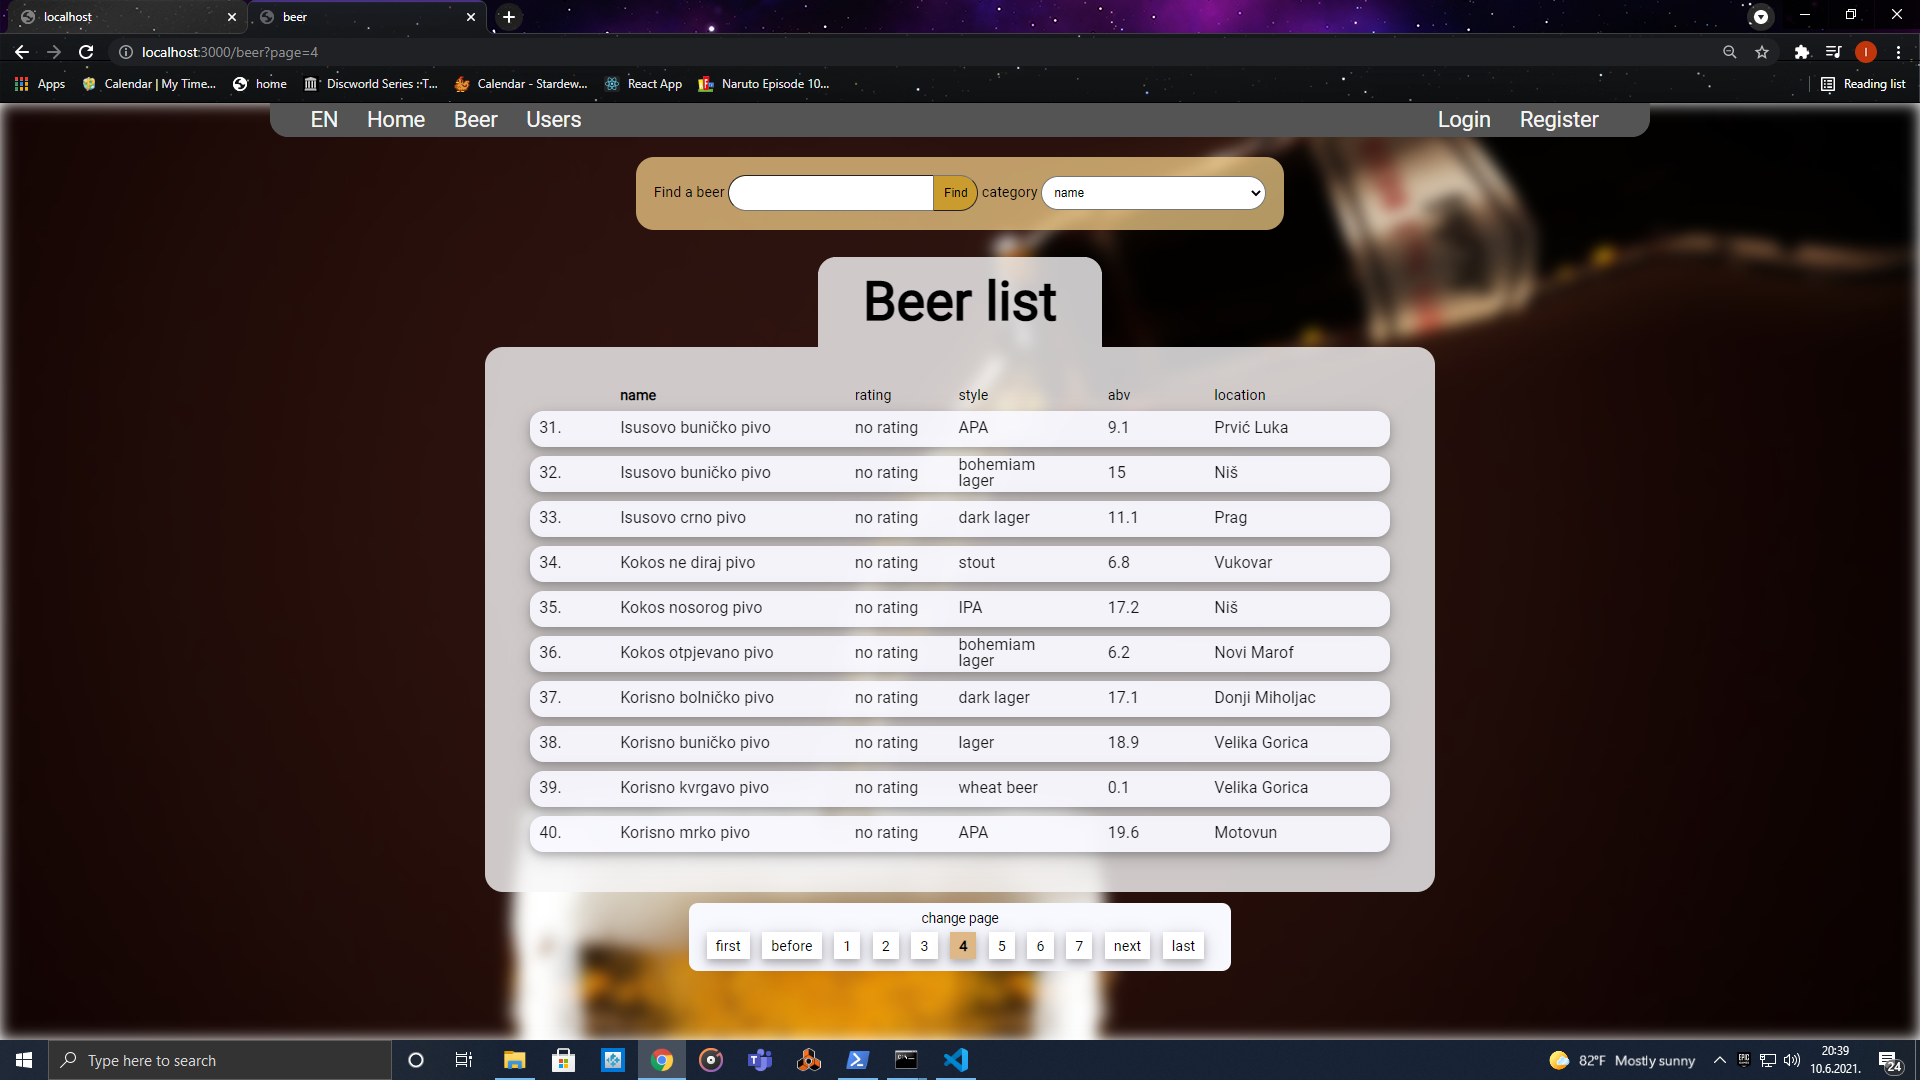 localhost
beer
localhost:3000/beer?page=4
Apps
Calendar | My Time...
home
Discworld Series :: T...
Calendar - Stardew...
React App
Naruto Episode 10...
Reading list
EN Home Beer Users Login Register
Find a beer Find category name
Beer list
name rating style abv location
31. Isusovo buničko pivo no rating APA 9.1 Prvić Luka
32. Isusovo buničko pivo no rating bohemiam lager 15 Niš
33. Isusovo crno pivo no rating dark lager 11.1 Prag
34. Kokos ne diraj pivo no rating stout 6.8 Vukovar
35. Kokos nosorog pivo no rating IPA 17.2 Niš
36. Kokos otpjevano pivo no rating bohemiam lager 6.2 Novi Marof
37. Korisno bolničko pivo no rating dark lager 17.1 Donji Miholjac
38. Korisno buničko pivo no rating lager 18.9 Velika Gorica
39. Korisno kvrgavo pivo no rating wheat beer 0.1 Velika Gorica
40. Korisno mrko pivo no rating APA 19.6 Motovun
change page
first before 1 2 3 4 5 6 7 next last
Type here to search
82°F Mostly sunny
20:39
10.6.2021.
24